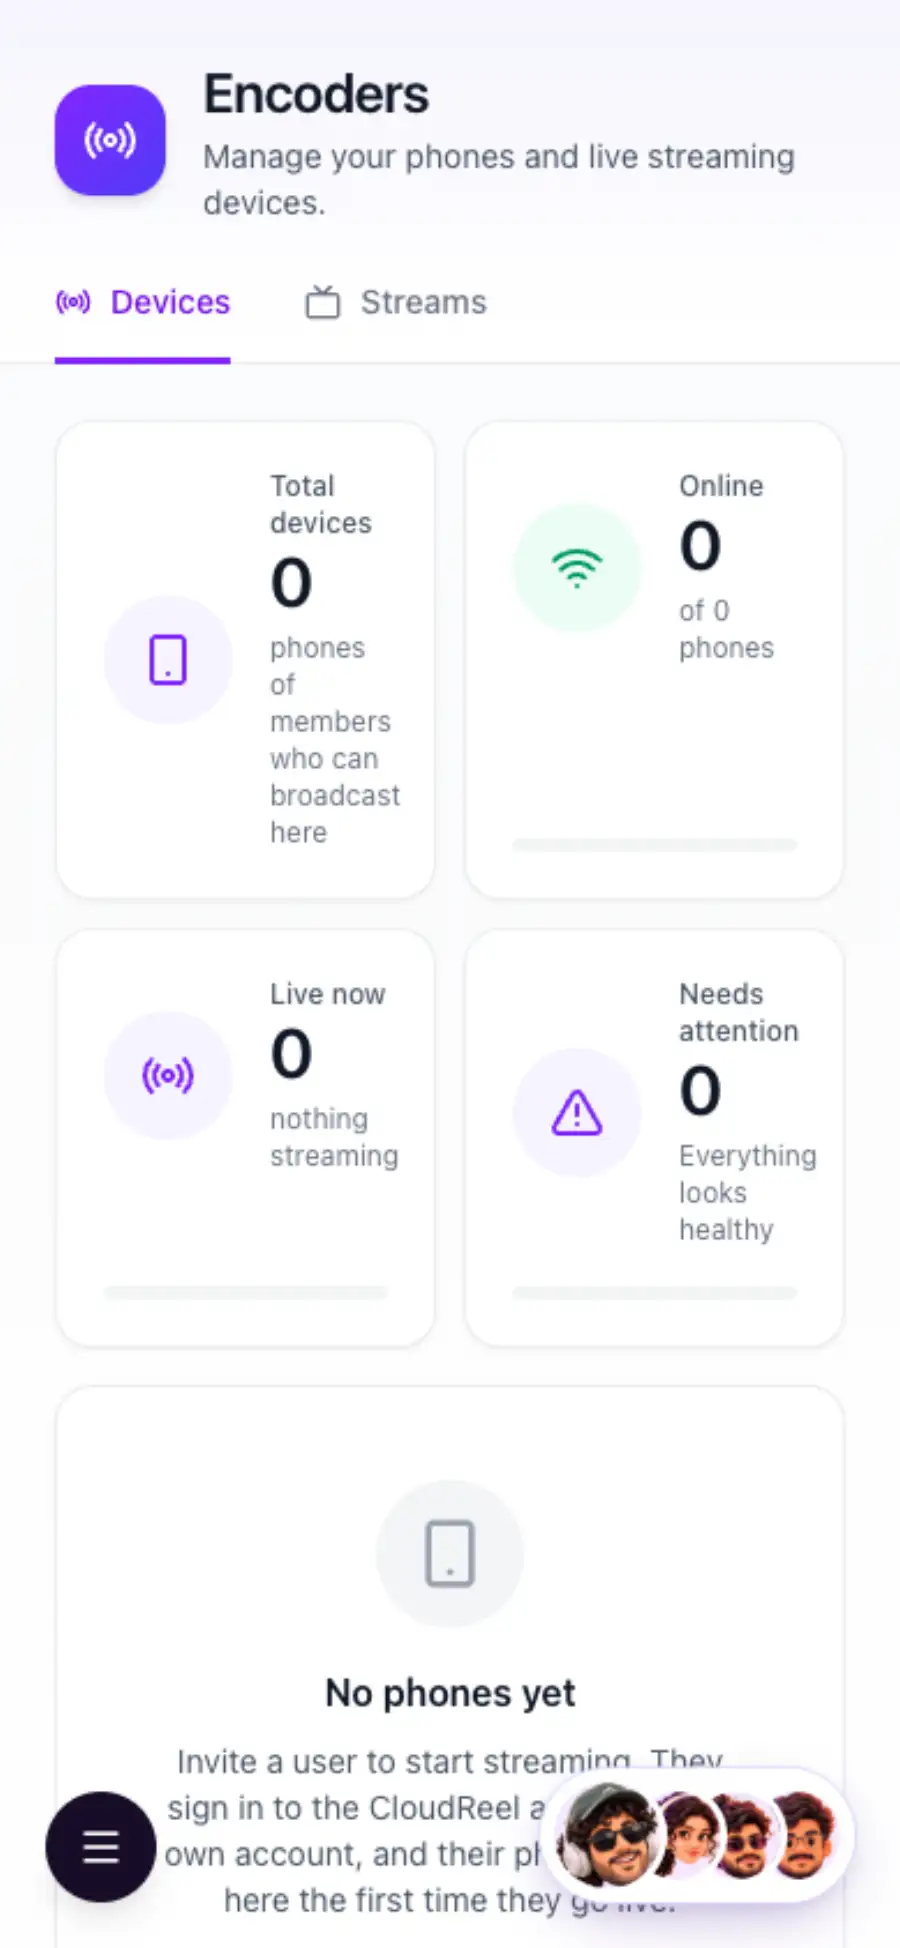 Encoders
Manage your phones and live streaming
devices.
Devices
Streams
Total
devices
0
phones
of
members
who can
broadcast
here
Online
0
of 0
phones
Live now
0
nothing
streaming
Needs
attention
0
Everything
looks
healthy
No phones yet
Invite a user to start streaming. They
sign in to the CloudReel
own account, and their
here the first time they go live.